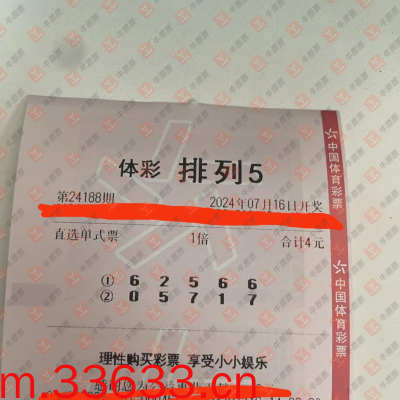 体彩 排列5
第24188期 2024年07月16日开奖
直选单式票 1倍 合计4元
① 6 2 5 6 6
② 0 5 7 1 7
理性购买彩票 享受小小娱乐
m.33633.cn
中国体育彩票
中国体育彩票